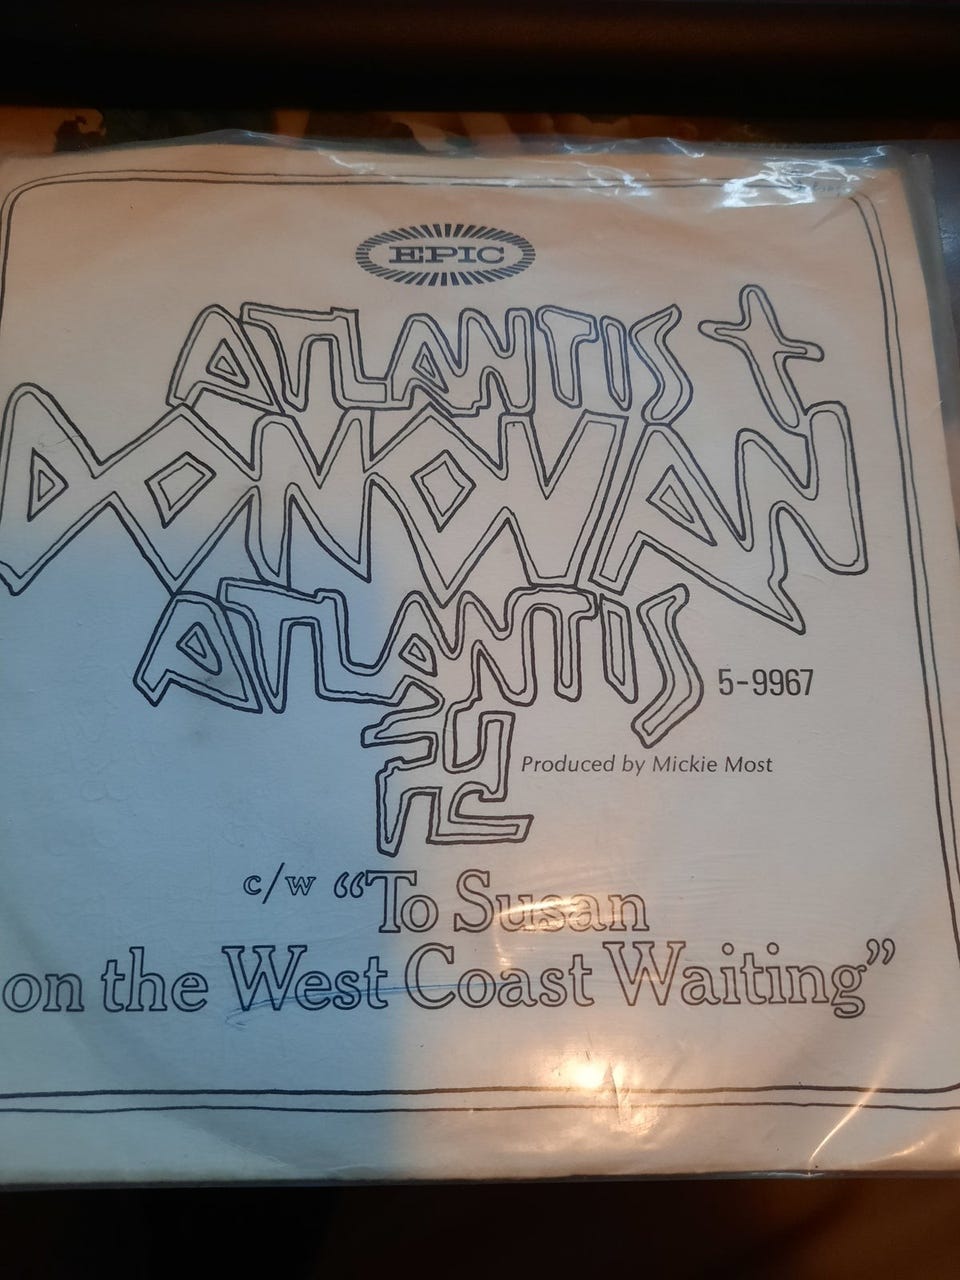 EPIC
ATLANTIS
DONOVAN
ATLANTIS
5-9967
Produced by Mickie Most
c/w “To Susan
on the West Coast Waiting”